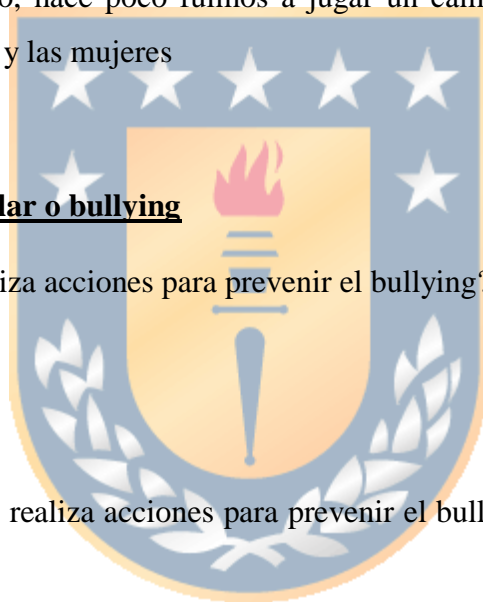 hace poco fuimos a jugar un
y las mujeres
lar o bullying
iza acciones para prevenir el bullying?
realiza acciones para prevenir el bull